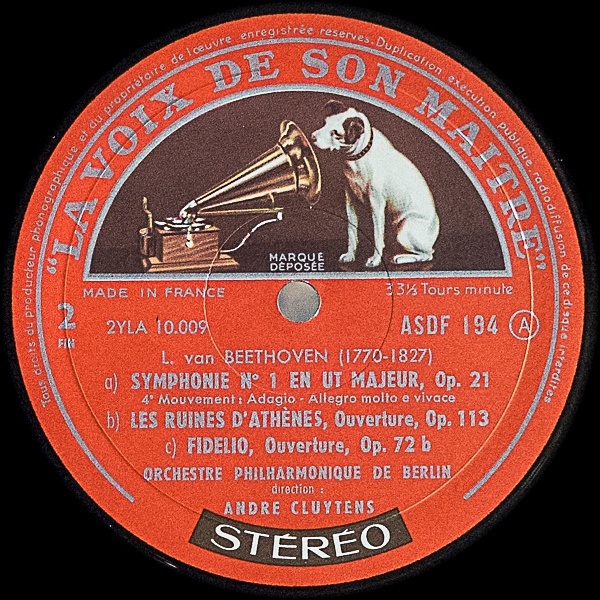 Tous droits du producteur phonographique et du propriétaire de l'œuvre enregistrée réservés. Duplication exécution publique radiodiffusion de ce disque interdites
"LA VOIX DE SON MAITRE"
MARQUE
DÉPOSÉE
MADE IN FRANCE
33⅓ Tours minute
2
FIN
2YLA 10.009
ASDF 194 A
L. van BEETHOVEN (1770-1827)
a) SYMPHONIE N° 1 EN UT MAJEUR, Op. 21
4e Mouvement : Adagio - Allegro molto e vivace
b) LES RUINES D'ATHÈNES, Ouverture, Op. 113
c) FIDELIO, Ouverture, Op. 72 b
ORCHESTRE PHILHARMONIQUE DE BERLIN
direction :
ANDRE CLUYTENS
STÉRÉO